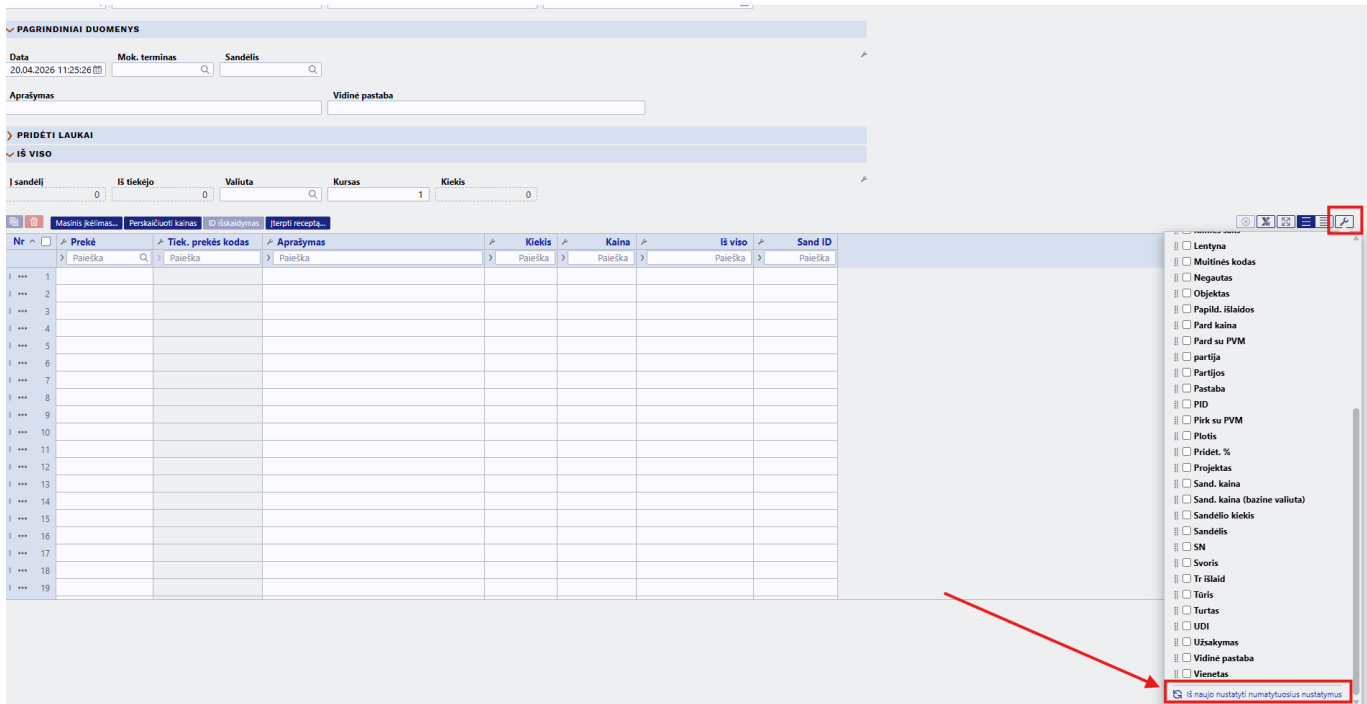 PAGRINDINIAI DUOMENYS
Data Mok. terminas Sandėlis
20.04.2026 11:25:26
Aprašymas Vidinė pastaba
PRIDĖTI LAUKAI
IŠ VISO
Į sandėlį Iš tiekėjo Valiuta Kursas Kiekis
0 0 1 0
Masinis įkėlimas... Perskaičiuoti kainas ID išskaidymas Įterpti receptą...
Nr Prekė Tiek. prekės kodas Aprašymas Kiekis Kaina Iš viso Sand ID
Paieška Paieška Paieška Paieška Paieška Paieška Paieška
1
2
3
4
5
6
7
8
9
10
11
12
13
14
15
16
17
18
19
Lentyna
Muitinės kodas
Negautas
Objektas
Papild. išlaidos
Pard kaina
Pard su PVM
partija
Partijos
Pastaba
PID
Pirk su PVM
Plotis
Pridėt. %
Projektas
Sand. kaina
Sand. kaina (bazine valiuta)
Sandėlio kiekis
Sandėlis
SN
Svoris
Tr išlaid
Tūris
Turtas
UDI
Užsakymas
Vidinė pastaba
Vienetas
Iš naujo nustatyti numatytuosius nustatymus